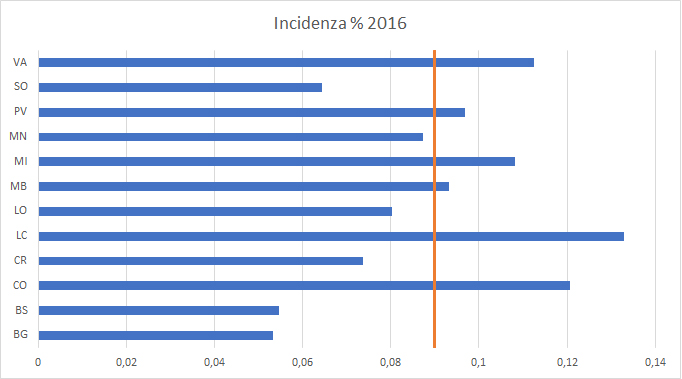 Incidenza % 2016
VA
SO
PV
MN
MI
MB
LO
LC
CR
CO
BS
BG
0 0,02 0,04 0,06 0,08 0,1 0,12 0,14